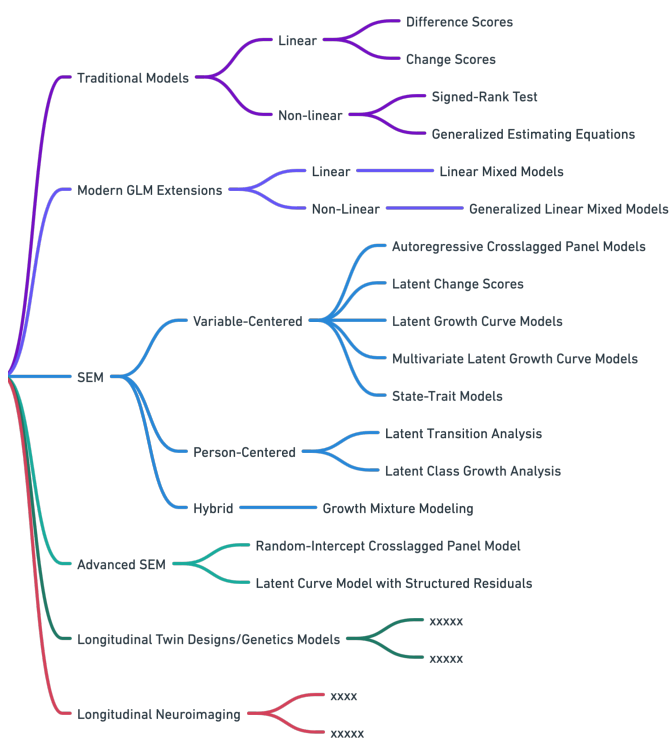 Traditional Models
Linear
Difference Scores
Change Scores
Non-linear
Signed-Rank Test
Generalized Estimating Equations
Modern GLM Extensions
Linear
Linear Mixed Models
Non-Linear
Generalized Linear Mixed Models
SEM
Variable-Centered
Autoregressive Crosslagged Panel Models
Latent Change Scores
Latent Growth Curve Models
Multivariate Latent Growth Curve Models
State-Trait Models
Person-Centered
Latent Transition Analysis
Latent Class Growth Analysis
Hybrid
Growth Mixture Modeling
Advanced SEM
Random-Intercept Crosslagged Panel Model
Latent Curve Model with Structured Residuals
Longitudinal Twin Designs/Genetics Models
xxxxx
xxxxx
Longitudinal Neuroimaging
xxxx
xxxxx